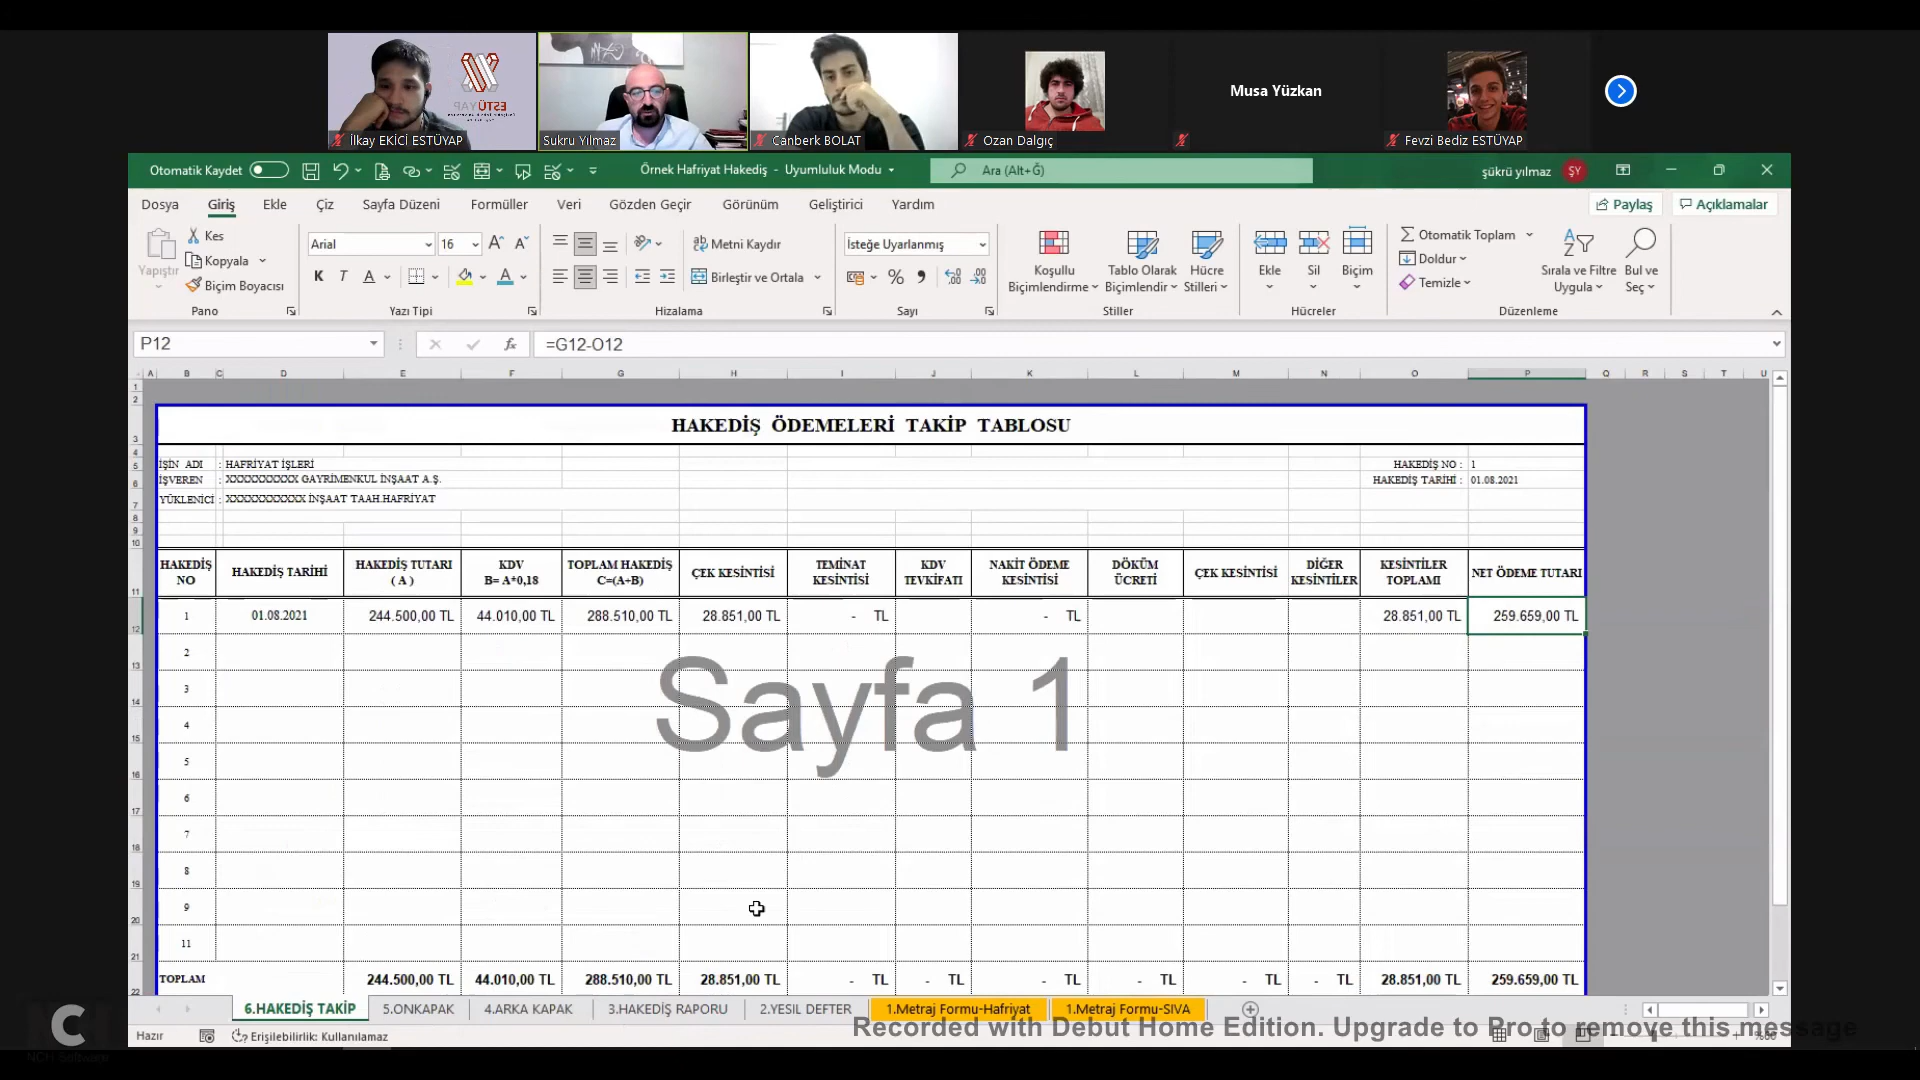 Musa Yüzkan
ESTÜYAP
İlkay EKİCİ ESTÜYAP
Sukru Yılmaz
Canberk BOLAT
Ozan Dalgıç
Fevzi Bediz ESTÜYAP
Otomatik Kaydet
Örnek Hafriyat Hakediş - Uyumluluk Modu
Ara (Alt+Ğ)
şükrü yılmaz
ŞY
Dosya Giriş Ekle Çiz Sayfa Düzeni Formüller Veri Gözden Geçir Görünüm Geliştirici Yardım
Paylaş
Açıklamalar
Yapıştır
Kes
Kopyala
Biçim Boyacısı
Pano
Arial
16
K T A
Yazı Tipi
Metni Kaydır
Birleştir ve Ortala
Hizalama
İsteğe Uyarlanmış
Sayı
Koşullu Biçimlendirme
Tablo Olarak Biçimlendir
Hücre Stilleri
Stiller
Ekle
Sil
Biçim
Hücreler
Otomatik Toplam
Doldur
Temizle
Sırala ve Filtre Uygula
Bul ve Seç
Düzenleme
P12
fx
=G12-O12
A B C D E F G H I J K L M N O P Q R S T U
HAKEDİŞ ÖDEMELERİ TAKİP TABLOSU
İŞİN ADI : HAFRİYAT İŞLERİ
HAKEDİŞ NO : 1
İŞVEREN : XXXXXXXXXX GAYRİMENKUL İNŞAAT A.Ş.
HAKEDİŞ TARİHİ : 01.08.2021
YÜKLENİCİ : XXXXXXXXXXX İNŞAAT TAAH.HAFRİYAT
HAKEDİŞ NO
HAKEDİŞ TARİHİ
HAKEDİŞ TUTARI ( A )
KDV B= A*0,18
TOPLAM HAKEDİŞ C=(A+B)
ÇEK KESİNTİSİ
TEMİNAT KESİNTİSİ
KDV TEVKİFATI
NAKİT ÖDEME KESİNTİSİ
DÖKÜM ÜCRETİ
ÇEK KESİNTİSİ
DİĞER KESİNTİLER
KESİNTİLER TOPLAMI
NET ÖDEME TUTARI
1 01.08.2021 244.500,00 TL 44.010,00 TL 288.510,00 TL 28.851,00 TL - TL - TL 28.851,00 TL 259.659,00 TL
2
3
4
5
6
7
8
9
11
Sayfa 1
TOPLAM 244.500,00 TL 44.010,00 TL 288.510,00 TL 28.851,00 TL - TL - TL - TL - TL - TL - TL 28.851,00 TL 259.659,00 TL
6.HAKEDİŞ TAKİP
5.ONKAPAK
4.ARKA KAPAK
3.HAKEDİŞ RAPORU
2.YESIL DEFTER
1.Metraj Formu-Hafriyat
1.Metraj Formu-SIVA
Hazır
Erişilebilirlik: Kullanılamaz
Recorded with Debut Home Edition. Upgrade to Pro to remove this message
NCH Software